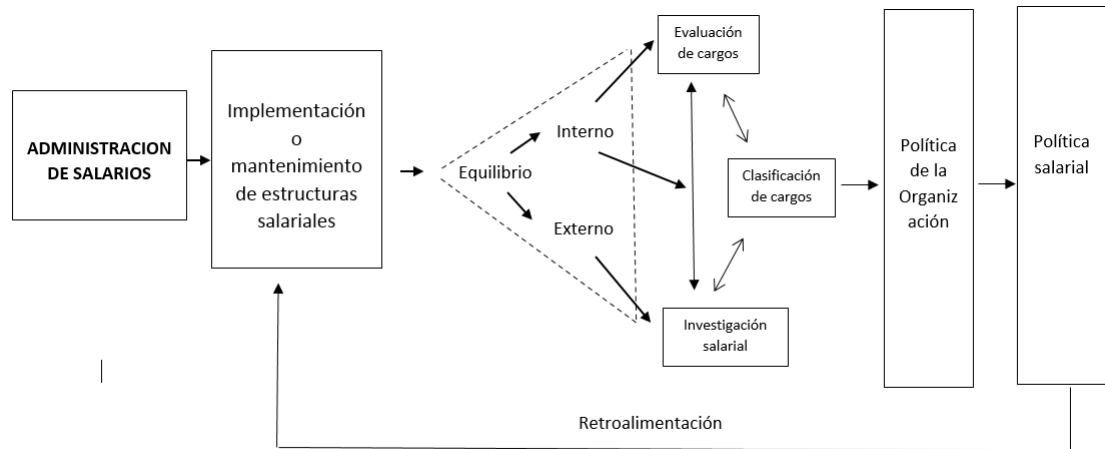 ADMINISTRACION
DE SALARIOS
Implementación
o
mantenimiento
de estructuras
salariales
Equilibrio
Interno
Externo
Evaluación
de cargos
Clasificación
de cargos
Investigación
salarial
Política
de la
Organiz
ación
Política
salarial
Retroalimentación